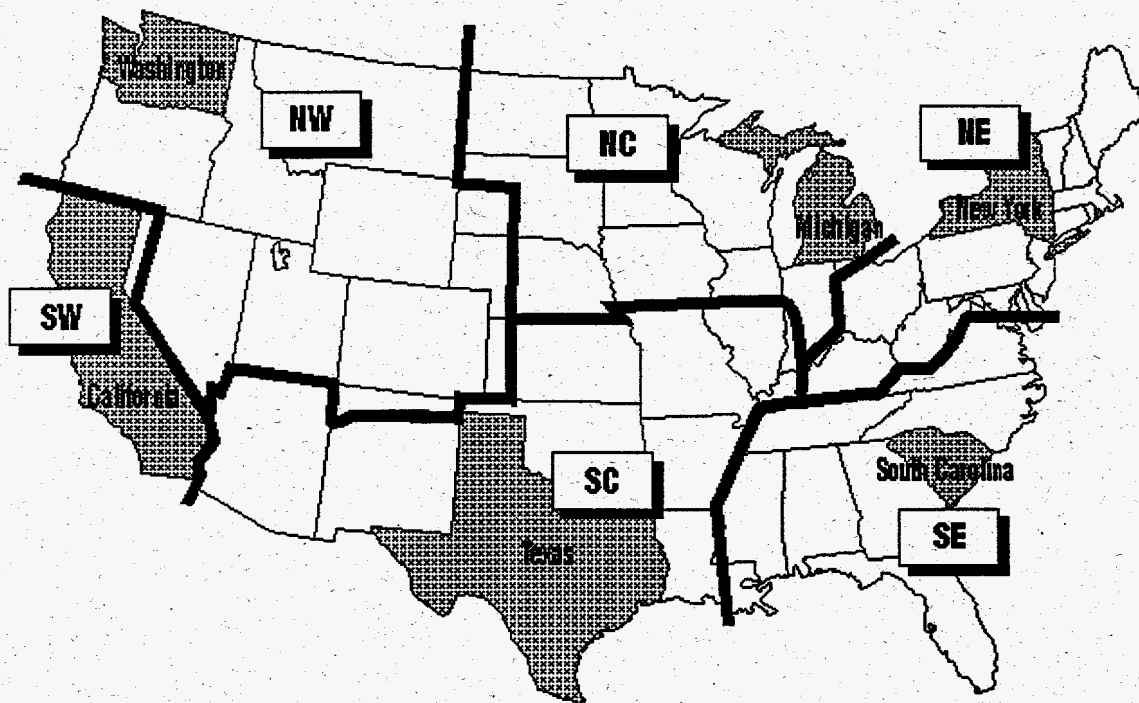 Washington
NW
NC
NE
Michigan
New York
SW
California
SC
South Carolina
SE
Texas